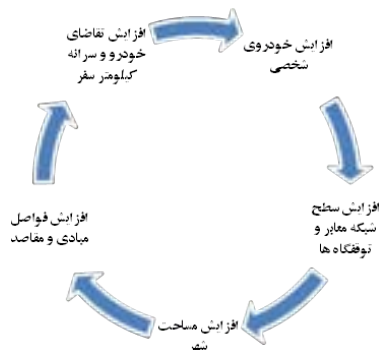 افزایش تقاضای
خودرو و سرانه
کیلومتر سفر
افزایش خودروی
شخصی
افزایش سطح
شبکه معابر و
توقفگاه ها
افزایش مساحت
شهر
افزایش فواصل
مبادی و مقاصد